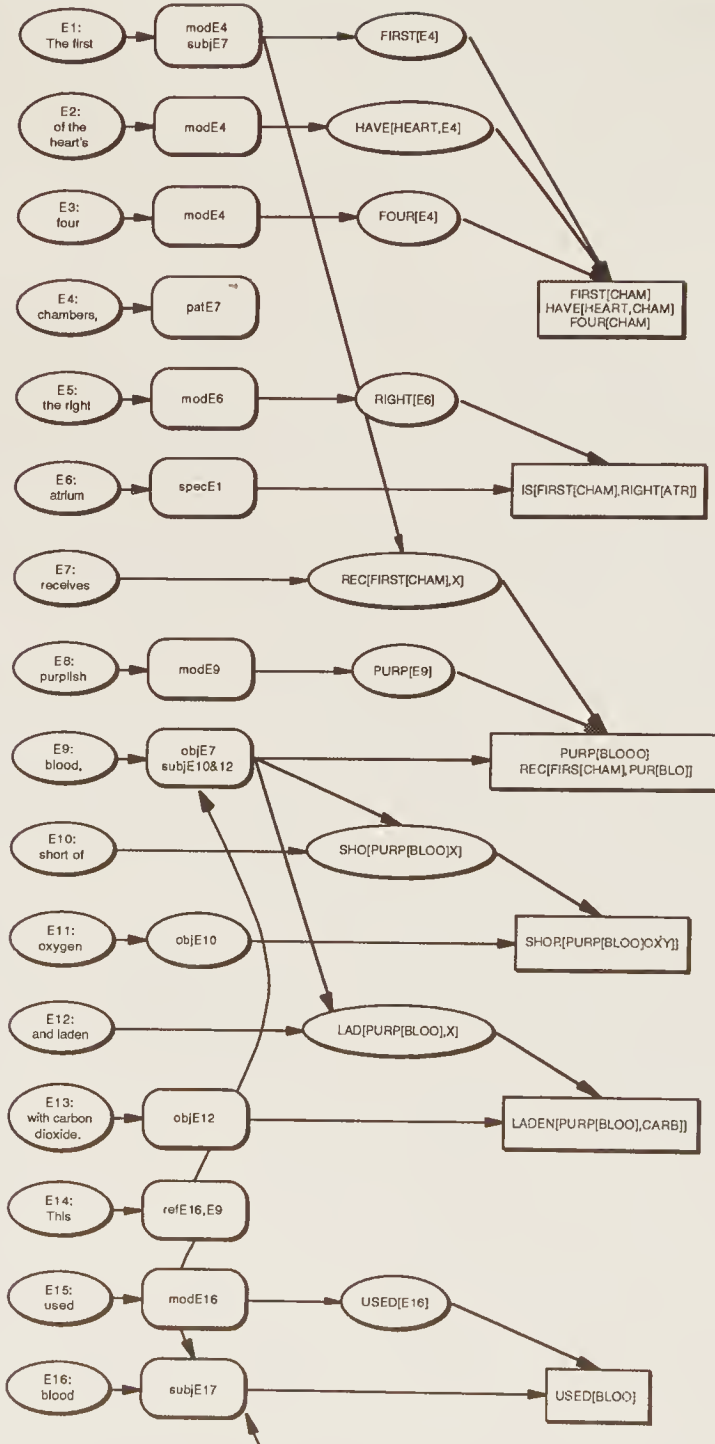 E1:
The first
modE4
subjE7
FIRST[E4]
E2:
of the
heart's
modE4
HAVE[HEART,E4]
E3:
four
modE4
FOUR[E4]
E4:
chambers,
patE7
FIRST[CHAM]
HAVE[HEART,CHAM]
FOUR[CHAM]
E5:
the right
modE6
RIGHT[E6]
E6:
atrium
specE1
IS[FIRST[CHAM],RIGHT[ATR]]
E7:
receives
REC[FIRST[CHAM],X]
E8:
purplish
modE9
PURP[E9]
E9:
blood,
objE7
subjE10&12
PURP[BLOOO}
REC[FIRS[CHAM],PUR[BLO]]
E10:
short of
SHO[PURP[BLOO]X]
E11:
oxygen
objE10
SHOR[PURP[BLOO]OXY]]
E12:
and laden
LAD[PURP[BLOO],X]
E13:
with carbon
dioxide.
objE12
LADEN[PURP[BLOO],CARB]]
E14:
This
refE16,E9
E15:
used
modE16
USED[E16}
E16:
blood
subjE17
USED[BLOO]